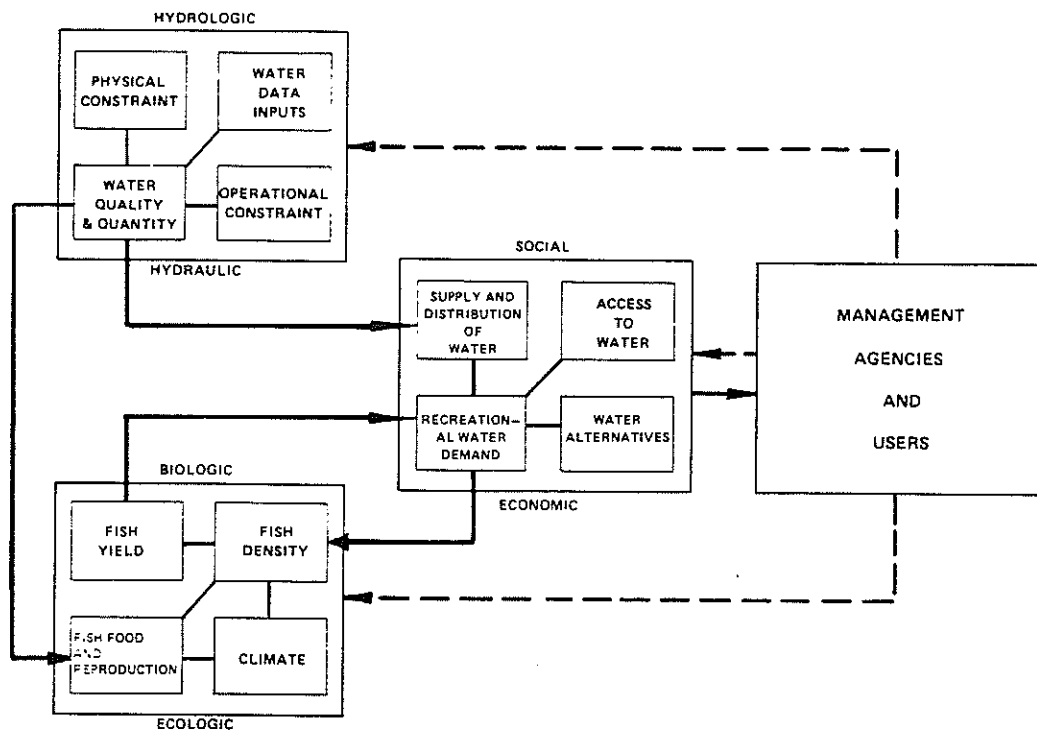 HYDROLOGIC
PHYSICAL
CONSTRAINT
WATER
DATA
INPUTS
WATER
QUALITY
& QUANTITY
OPERATIONAL
CONSTRAINT
HYDRAULIC
SOCIAL
SUPPLY AND
DISTRIBUTION
OF
WATER
ACCESS
TO
WATER
RECREATION–
AL WATER
DEMAND
WATER
ALTERNATIVES
ECONOMIC
MANAGEMENT
AGENCIES
AND
USERS
BIOLOGIC
FISH
YIELD
FISH
DENSITY
FISH FOOD
AND
REPRODUCTION
CLIMATE
ECOLOGIC